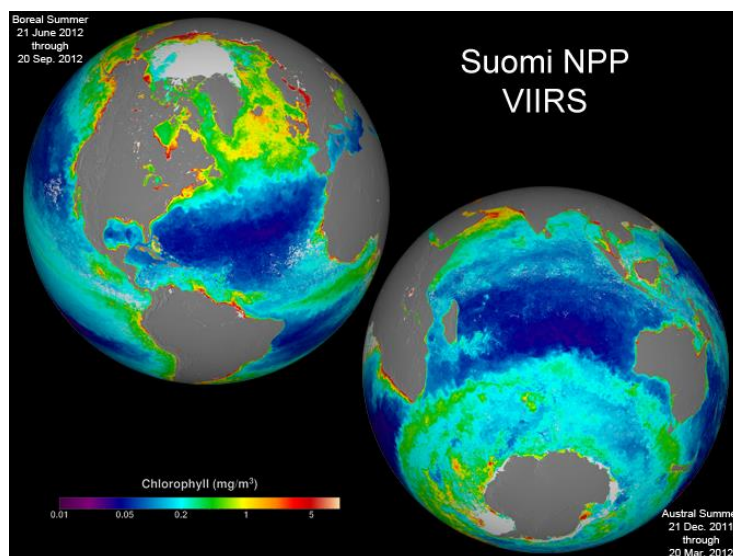 Boreal Summer
21 June 2012
through
20 Sep. 2012
Suomi NPP
VIIRS
Chlorophyll (mg/m³)
0.01 0.05 0.2 1 5
Austral Summe
21 Dec. 2011
through
20 Mar. 2012